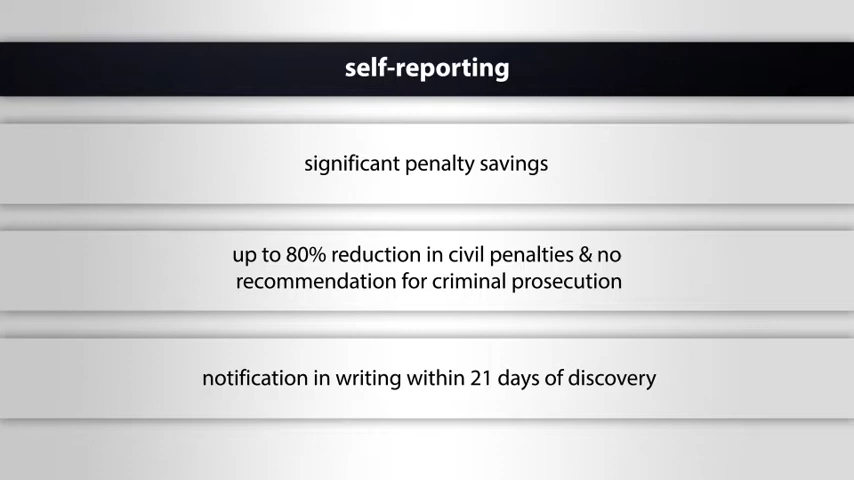 self-reporting
significant penalty savings
up to 80% reduction in civil penalties & no
recommendation for criminal prosecution
notification in writing within 21 days of discovery